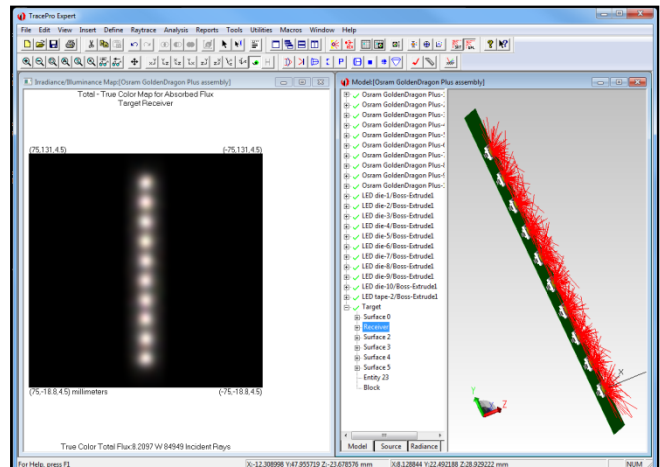 TracePro Expert
File Edit View Insert Define Raytrace Analysis Reports Tools Utilities Macros Window Help
Irradiance/Illuminance Map:[Osram GoldenDragon Plus assembly]
Total - True Color Map for Absorbed Flux
Target Receiver
(75,131,4.5) (-75,131,4.5)
(75,-18.8,4.5) millimeters (-75,-18.8,4.5)
True Color Total Flux:8.2097 W 84949 Incident Rays
Model:[Osram GoldenDragon Plus assembly]
Osram GoldenDragon Plus-
Osram GoldenDragon Plus-
Osram GoldenDragon Plus-
Osram GoldenDragon Plus-
Osram GoldenDragon Plus-
Osram GoldenDragon Plus-
Osram GoldenDragon Plus-
Osram GoldenDragon Plus-
Osram GoldenDragon Plus-
Osram GoldenDragon Plus-
LED die-1/Boss-Extrude1
LED die-2/Boss-Extrude1
LED die-3/Boss-Extrude1
LED die-4/Boss-Extrude1
LED die-5/Boss-Extrude1
LED die-6/Boss-Extrude1
LED die-7/Boss-Extrude1
LED die-8/Boss-Extrude1
LED die-9/Boss-Extrude1
LED die-10/Boss-Extrude1
LED tape-2/Boss-Extrude1
Target
Surface 0
Receiver
Surface 2
Surface 3
Surface 4
Surface 5
Entity 23
Block
X
Y
Z
Model Source Radiance
For Help, press F1 X:-12.308998 Y:47.955719 Z:-23.678576 mm X:8.128844 Y:22.492188 Z:28.929222 mm NUM